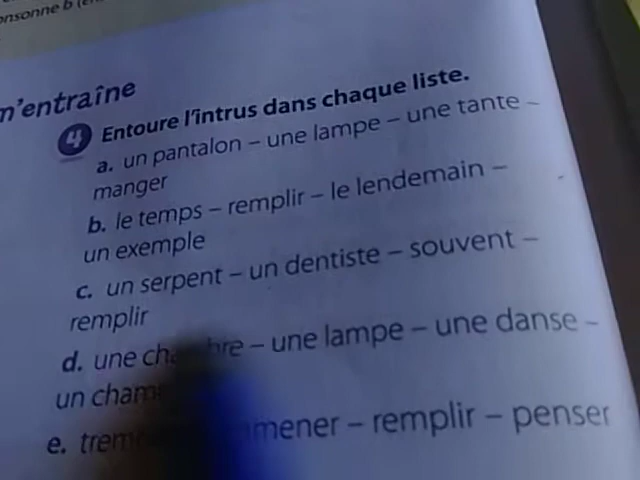 m'entraîne
4 Entoure l'intrus dans chaque liste.
a. un pantalon – une lampe – une tante –
manger
b. le temps – remplir – le lendemain –
un exemple
c. un serpent – un dentiste – souvent –
remplir
d. une – une lampe – une danse –
un
e. – remplir – penser